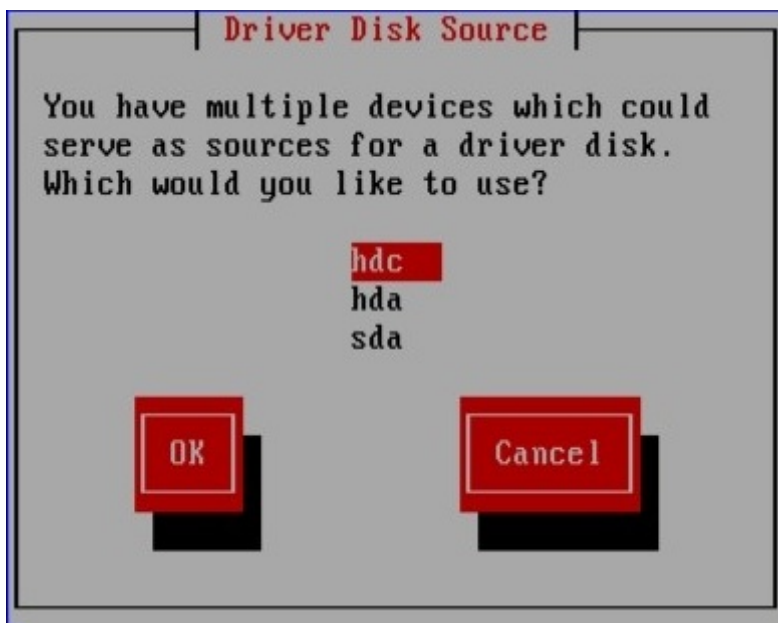 Driver Disk Source
You have multiple devices which could
serve as sources for a driver disk.
Which would you like to use?
hdc
hda
sda
OK
Cancel